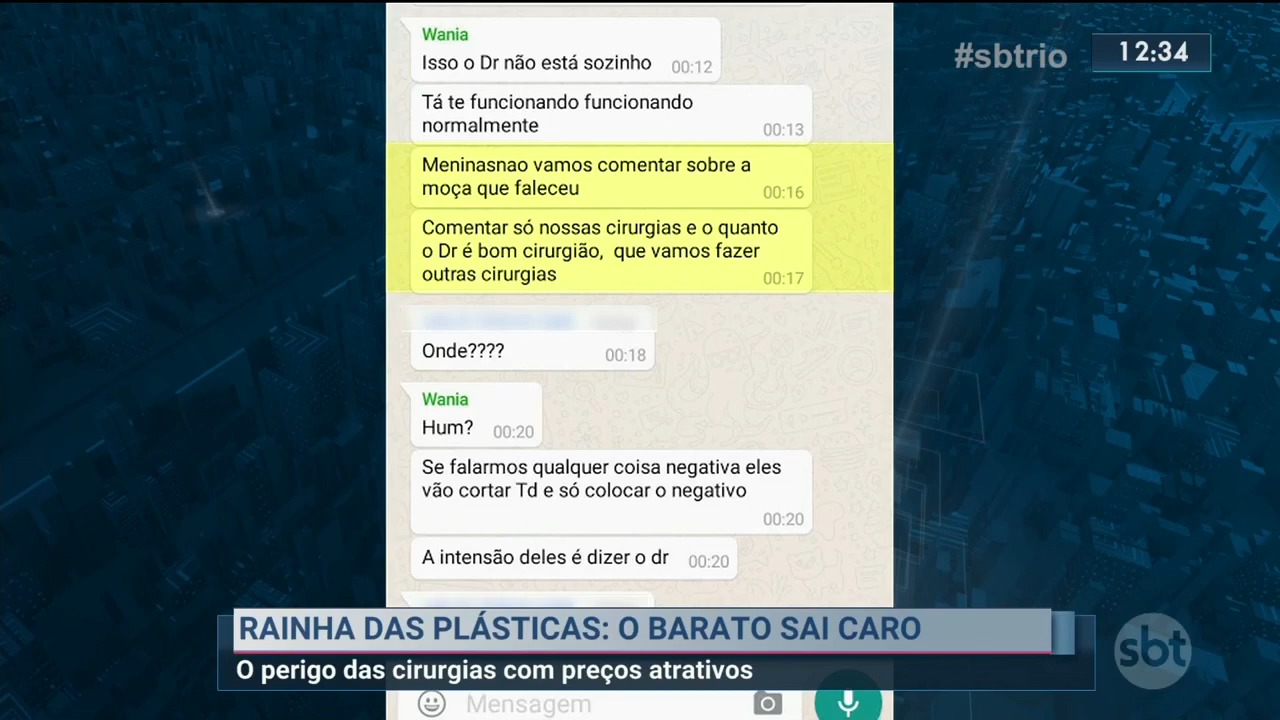 #sbtrio
12:34
Wania
Isso o Dr não está sozinho 00:12
Tá te funcionando funcionando
normalmente 00:13
Meninasnao vamos comentar sobre a
moça que faleceu 00:16
Comentar só nossas cirurgias e o quanto
o Dr é bom cirurgião, que vamos fazer
outras cirurgias 00:17
Onde???? 00:18
Wania
Hum? 00:20
Se falarmos qualquer coisa negativa eles
vão cortar Td e só colocar o negativo
00:20
A intensão deles é dizer o dr 00:20
RAINHA DAS PLÁSTICAS: O BARATO SAI CARO
O perigo das cirurgias com preços atrativos
sbt
Mensagem